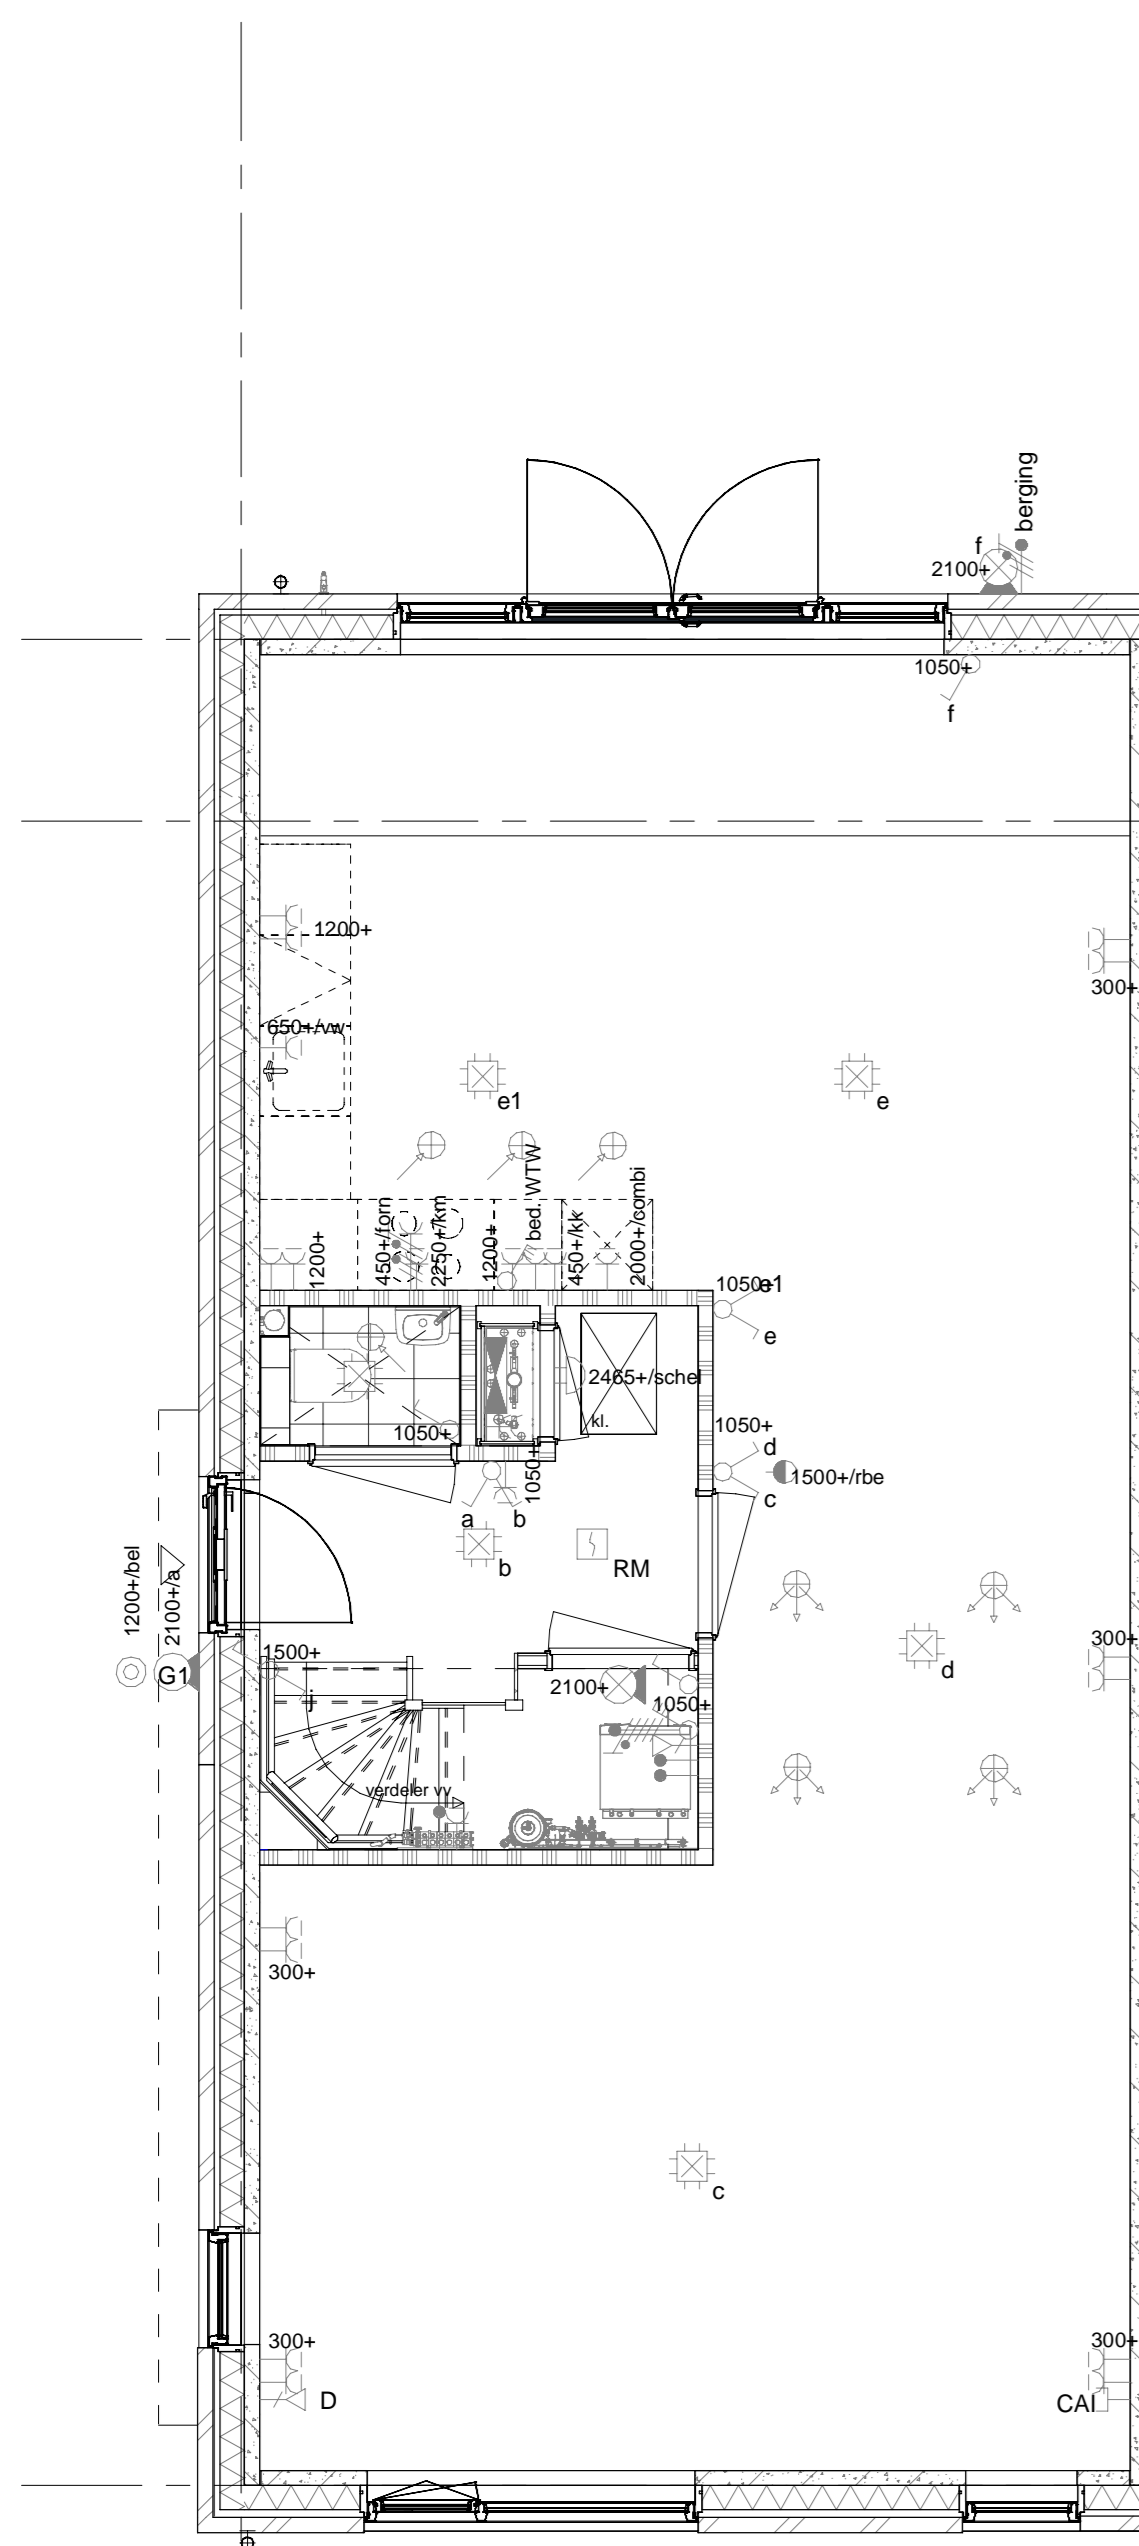 berging
f
2100+
1050+
f
1200+
300+
650+/vw
e1
e
bed. WTW
1200+
450+/forn
2250+/km
1200+
450+/kk
2000+/combi
1050+
e1
e
2465+/schel
kl.
1050+
1050+
1050+
d
1500+/rbe
c
a
b
b
RM
1200+/bel
2100+/a
G1
1500+
j
2100+
1050+
300+
d
verdeler vv
300+
c
300+
D
300+
CAI